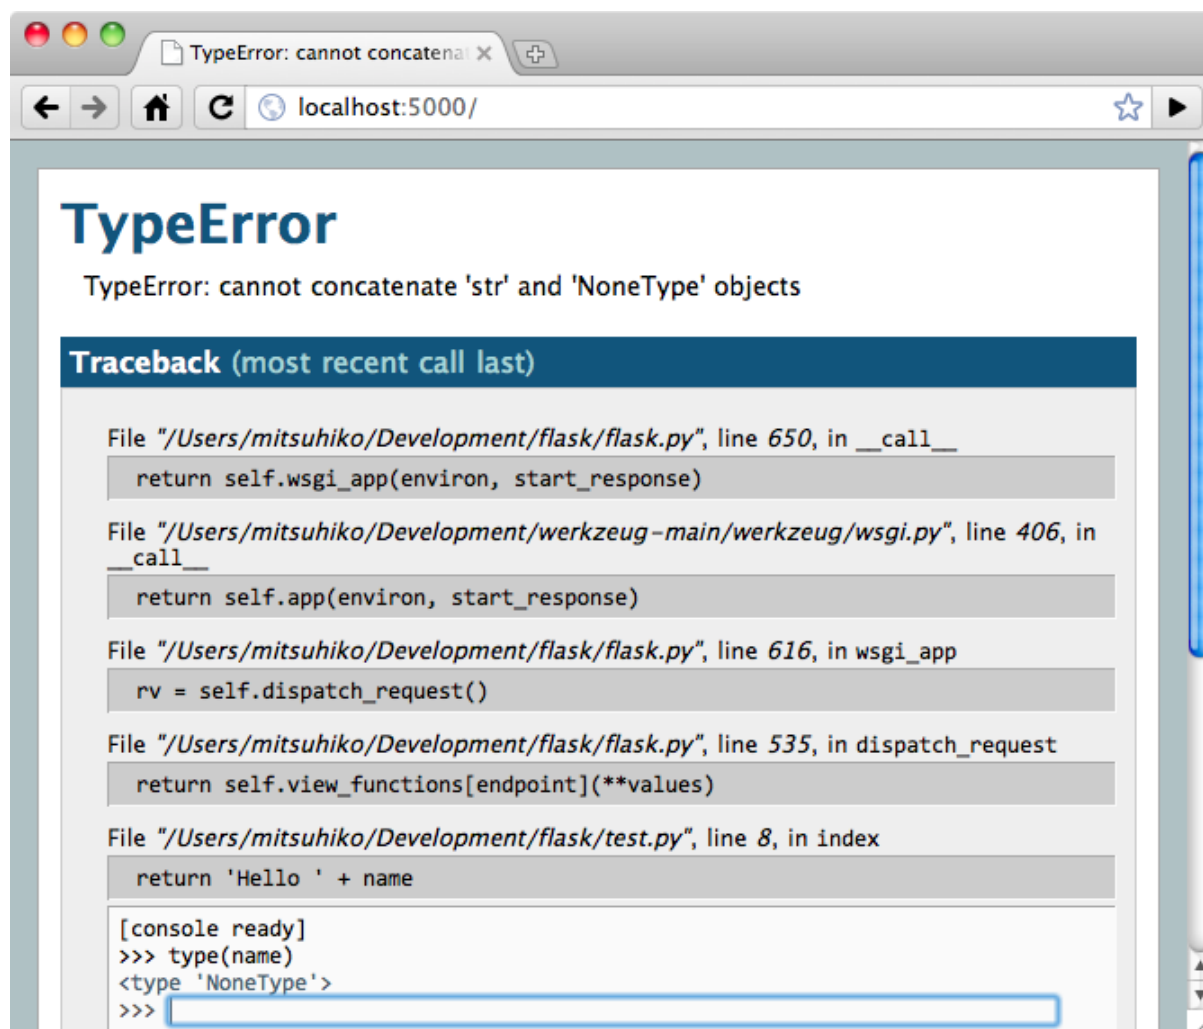 TypeError: cannot concatenat
localhost:5000/
TypeError
TypeError: cannot concatenate 'str' and 'NoneType' objects
Traceback (most recent call last)
File "/Users/mitsuhiko/Development/flask/flask.py", line 650, in __call__
return self.wsgi_app(environ, start_response)
File "/Users/mitsuhiko/Development/werkzeug-main/werkzeug/wsgi.py", line 406, in
__call__
return self.app(environ, start_response)
File "/Users/mitsuhiko/Development/flask/flask.py", line 616, in wsgi_app
rv = self.dispatch_request()
File "/Users/mitsuhiko/Development/flask/flask.py", line 535, in dispatch_request
return self.view_functions[endpoint](**values)
File "/Users/mitsuhiko/Development/flask/test.py", line 8, in index
return 'Hello ' + name
[console ready]
>>> type(name)
<type 'NoneType'>
>>>